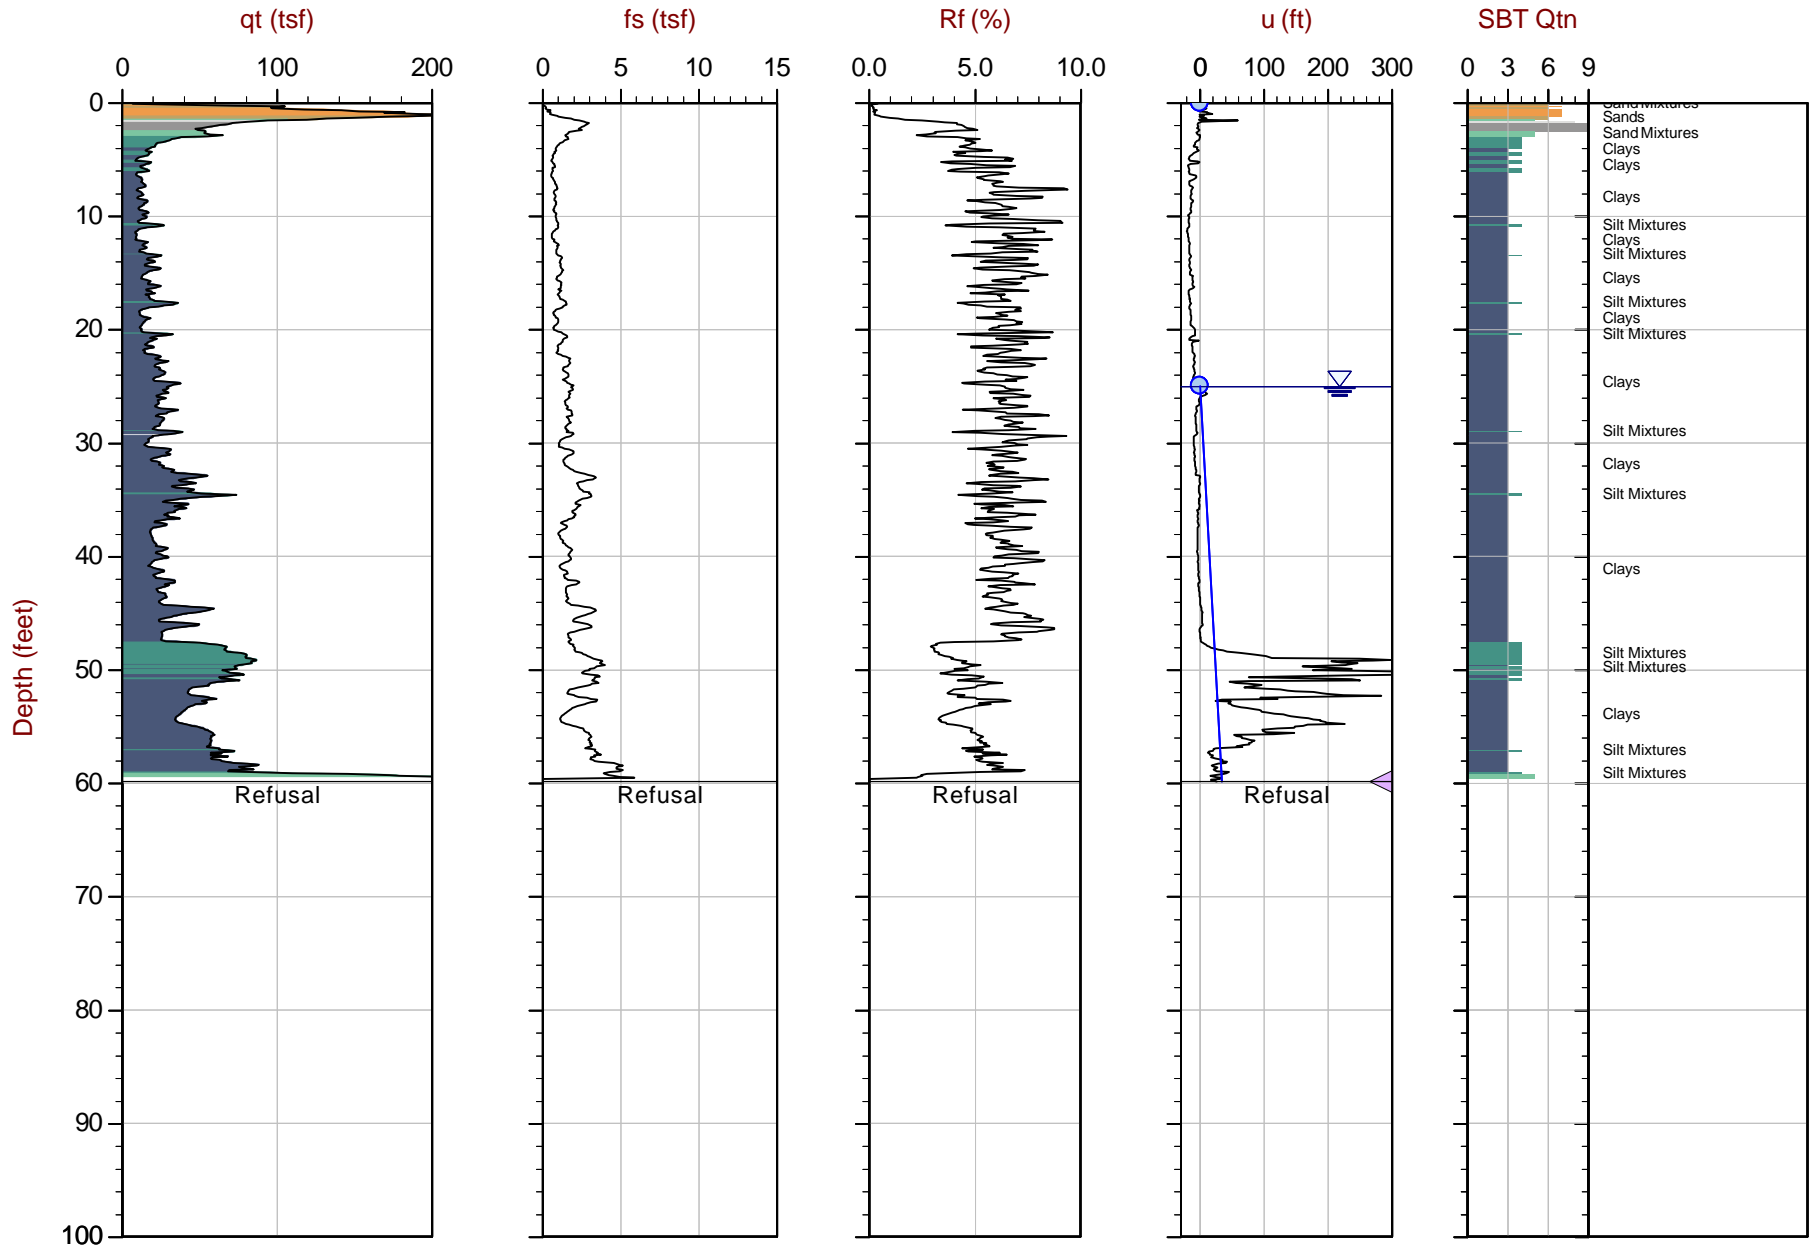 qt (tsf) fs (tsf) Rf (%) u (ft) SBT Qtn
0 100 200 0 5 15 0.0 5.0 10.0 0 100 200 300 0 3 6 9
0
Sand Mixtures
Sands
Sand Mixtures
Clays
Clays
Clays
10
Silt Mixtures
Clays
Silt Mixtures
Clays
Silt Mixtures
Clays
20
Silt Mixtures
Clays
Silt Mixtures
30
Clays
Silt Mixtures
40
Clays
Silt Mixtures
50
Silt Mixtures
Clays
Silt Mixtures
Silt Mixtures
60
Refusal Refusal Refusal Refusal
70
80
90
100
Depth (feet)